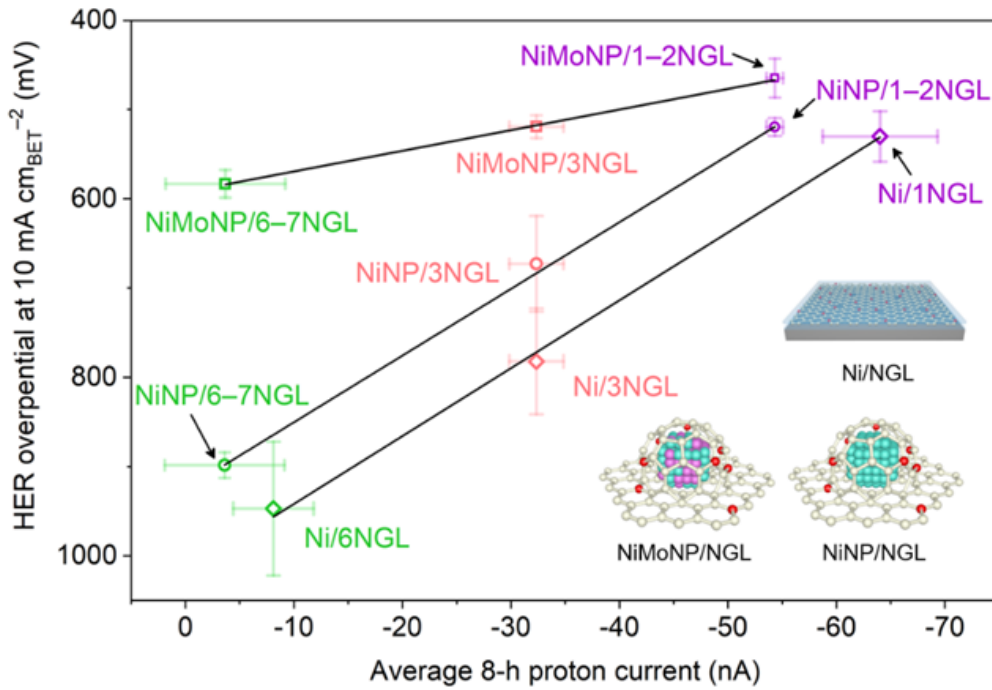 HER overpential at 10 mA cm_BET⁻² (mV)
400
600
800
1000
NiMoNP/1–2NGL
NiNP/1–2NGL
NiMoNP/3NGL
Ni/1NGL
NiMoNP/6–7NGL
NiNP/3NGL
Ni/3NGL
NiNP/6–7NGL
Ni/6NGL
Ni/NGL
NiMoNP/NGL
NiNP/NGL
0
-10
-20
-30
-40
-50
-60
-70
Average 8-h proton current (nA)